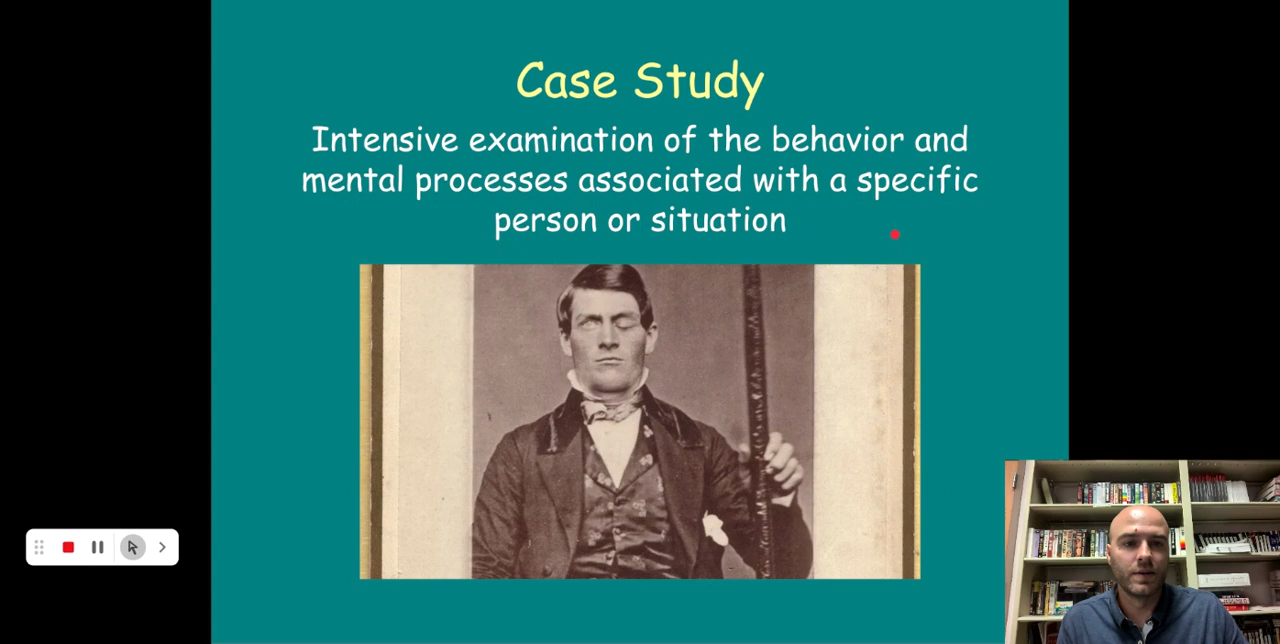 Case Study
Intensive examination of the behavior and
mental processes associated with a specific
person or situation